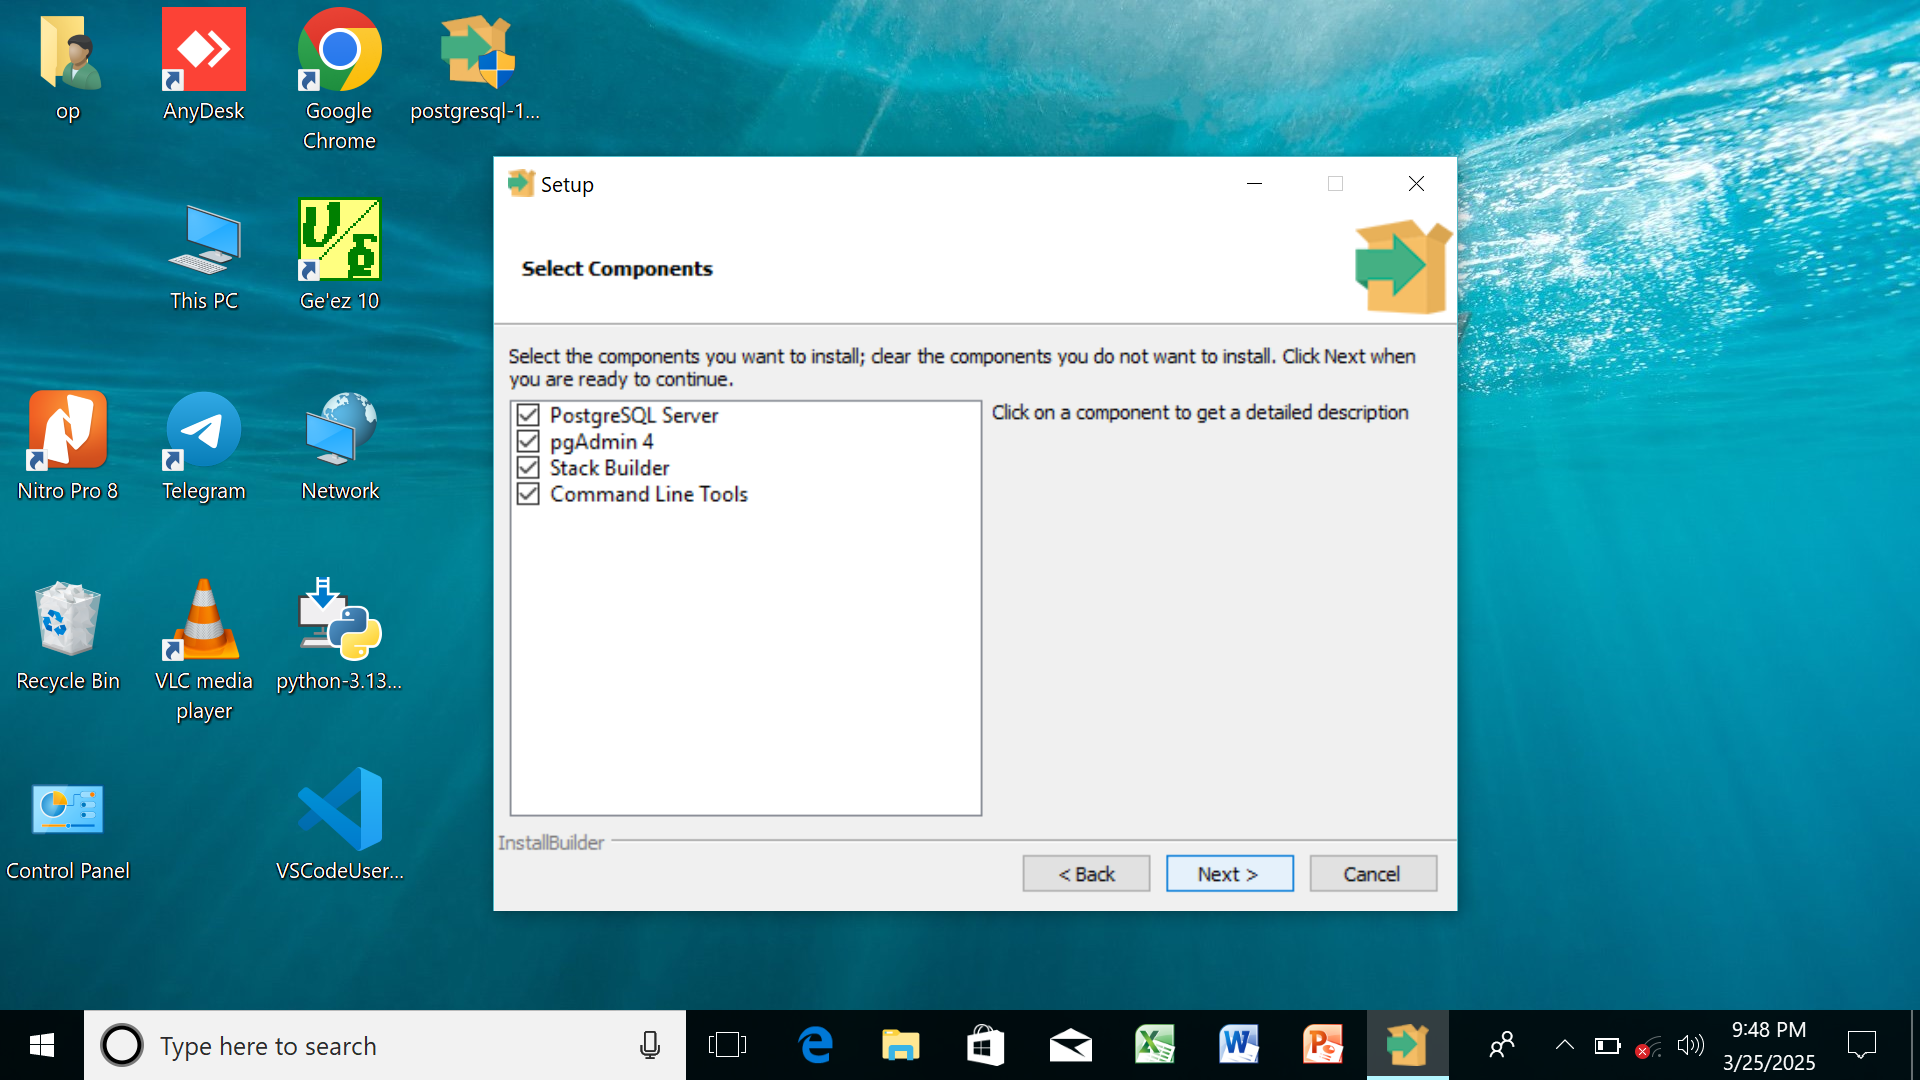 op
AnyDesk
Google
Chrome
postgresql-1...
This PC
Ge'ez 10
Nitro Pro 8
Telegram
Network
Recycle Bin
VLC media
player
python-3.13...
Control Panel
VSCodeUser...
Setup
Select Components
Select the components you want to install; clear the components you do not want to install. Click Next when
you are ready to continue.
PostgreSQL Server
pgAdmin 4
Stack Builder
Command Line Tools
Click on a component to get a detailed description
InstallBuilder
< Back
Next >
Cancel
Type here to search
9:48 PM
3/25/2025